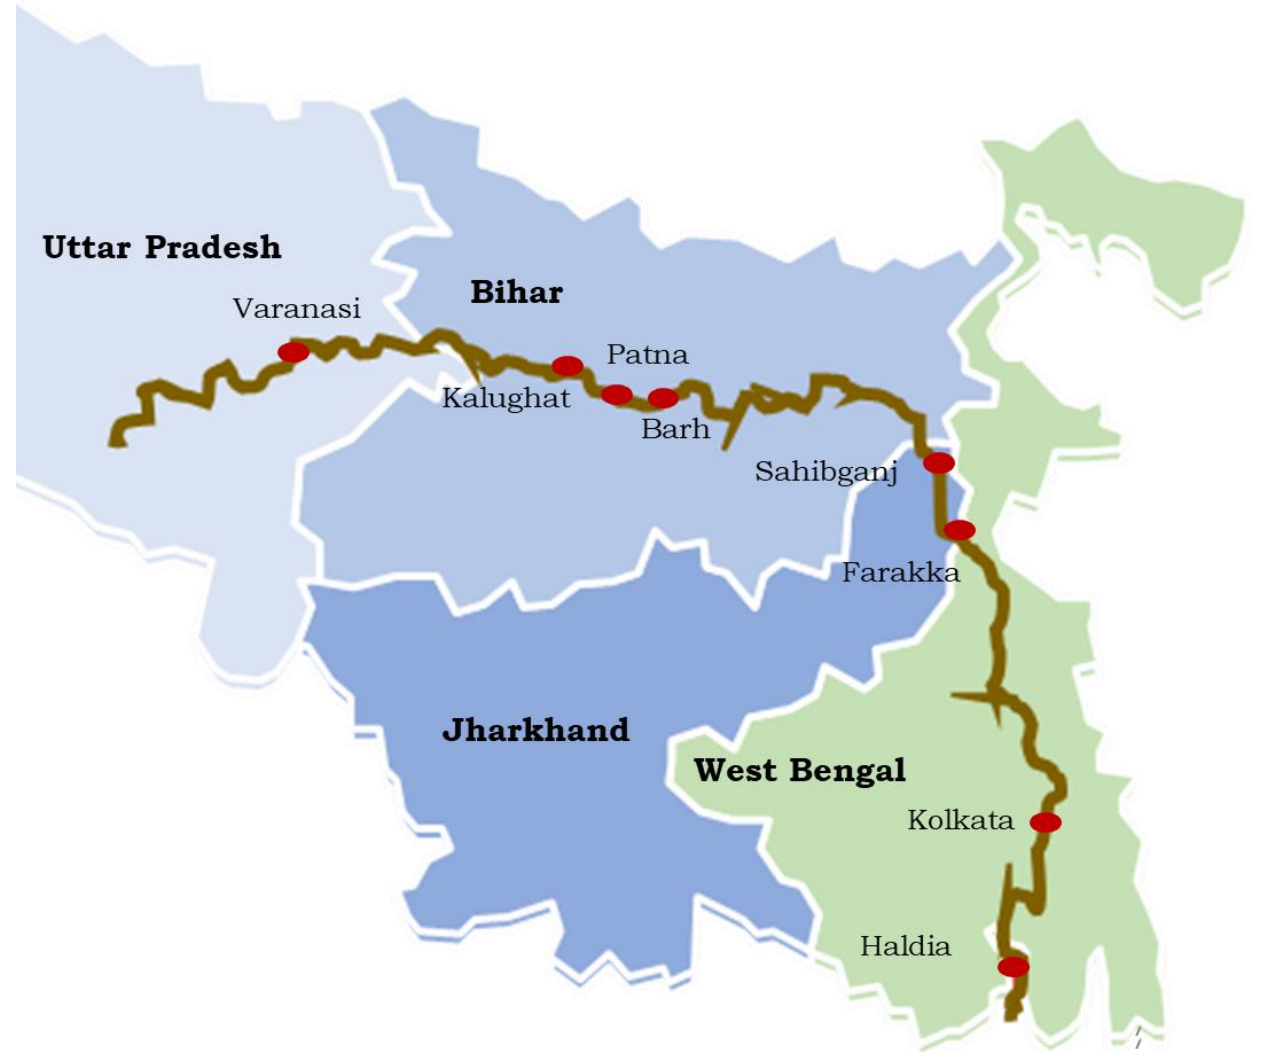 Uttar Pradesh
Varanasi
Bihar
Patna
Kalughat
Barh
Sahibganj
Farakka
Jharkhand
West Bengal
Kolkata
Haldia